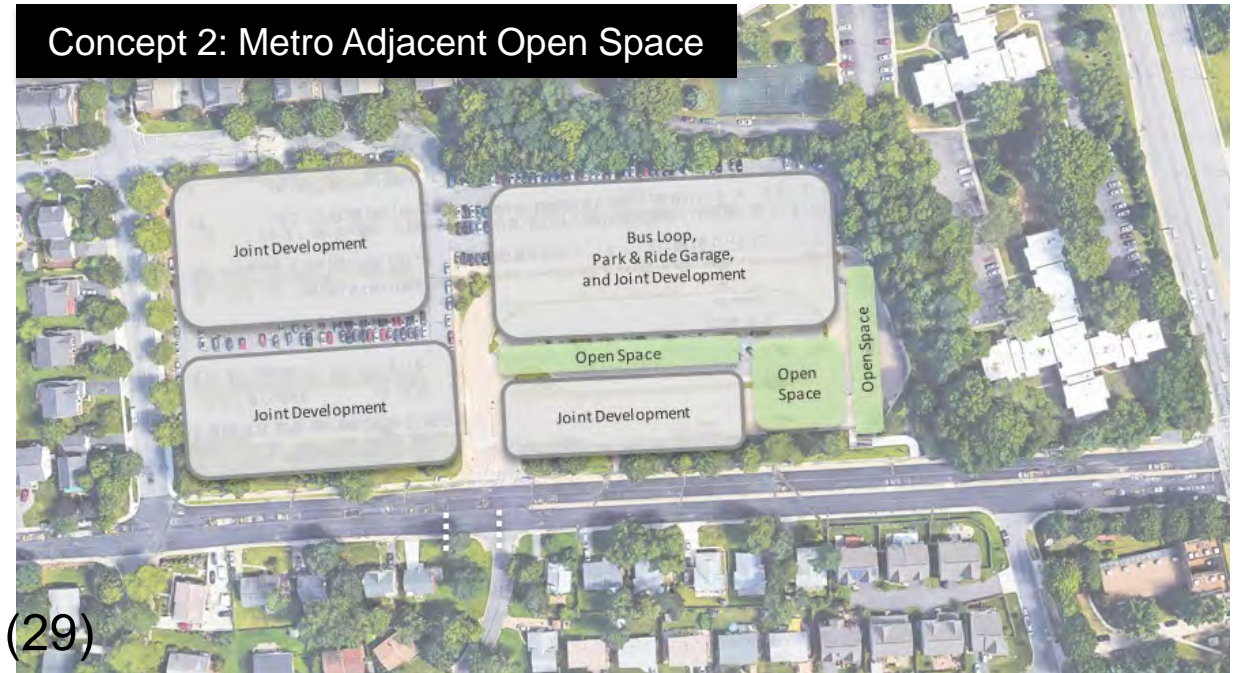 Concept 2: Metro Adjacent Open Space
Joint Development
Bus Loop,
Park & Ride Garage,
and Joint Development
Open Space
Open
Space
Open Space
Joint Development
Joint Development
(29)